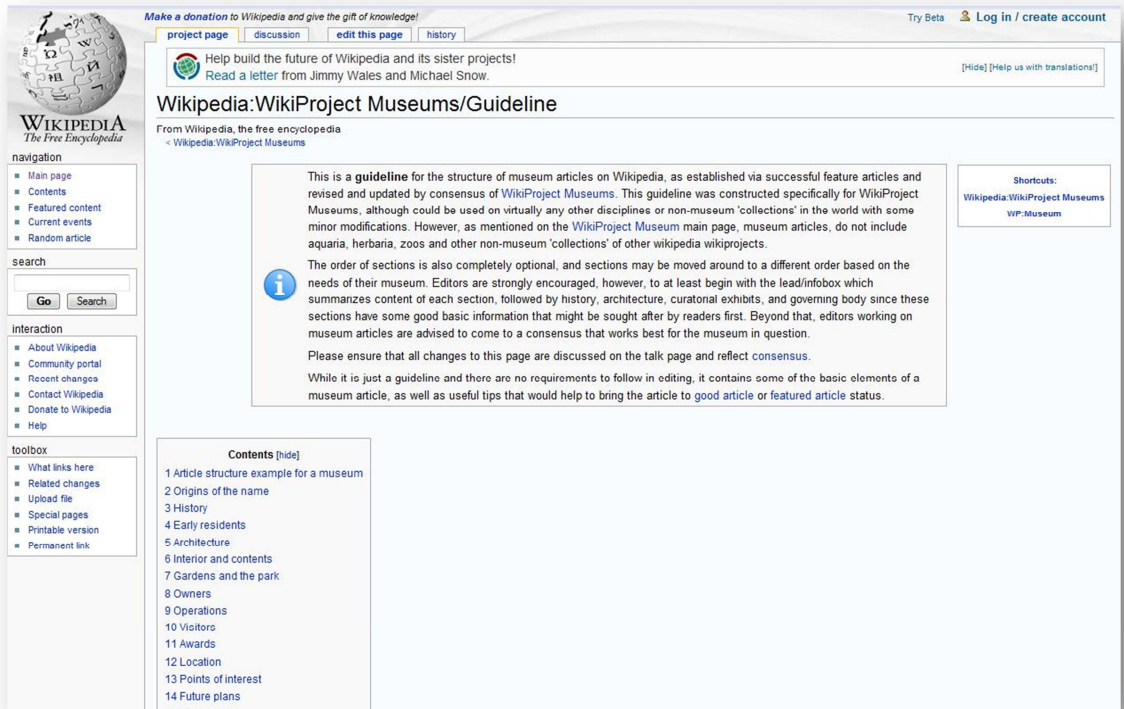 Make a donation to Wikipedia and give the gift of knowledge!
Try Beta
Log in / create account
project page
discussion
edit this page
history
Help build the future of Wikipedia and its sister projects!
Read a letter from Jimmy Wales and Michael Snow.
[Hide] [Help us with translations!]
WIKIPEDIA
The Free Encyclopedia
navigation
Main page
Contents
Featured content
Current events
Random article
search
Go
Search
interaction
About Wikipedia
Community portal
Recent changes
Contact Wikipedia
Donate to Wikipedia
Help
toolbox
What links here
Related changes
Upload file
Special pages
Printable version
Permanent link
Wikipedia:WikiProject Museums/Guideline
From Wikipedia, the free encyclopedia
< Wikipedia:WikiProject Museums
This is a guideline for the structure of museum articles on Wikipedia, as established via successful feature articles and
revised and updated by consensus of WikiProject Museums. This guideline was constructed specifically for WikiProject
Museums, although could be used on virtually any other disciplines or non-museum 'collections' in the world with some
minor modifications. However, as mentioned on the WikiProject Museum main page, museum articles, do not include
aquaria, herbaria, zoos and other non-museum 'collections' of other wikipedia wikiprojects.
The order of sections is also completely optional, and sections may be moved around to a different order based on the
needs of their museum. Editors are strongly encouraged, however, to at least begin with the lead/infobox which
summarizes content of each section, followed by history, architecture, curatorial exhibits, and governing body since these
sections have some good basic information that might be sought after by readers first. Beyond that, editors working on
museum articles are advised to come to a consensus that works best for the museum in question.
Please ensure that all changes to this page are discussed on the talk page and reflect consensus.
While it is just a guideline and there are no requirements to follow in editing, it contains some of the basic elements of a
museum article, as well as useful tips that would help to bring the article to good article or featured article status.
Shortcuts:
Wikipedia:WikiProject Museums
WP:Museum
Contents [hide]
1 Article structure example for a museum
2 Origins of the name
3 History
4 Early residents
5 Architecture
6 Interior and contents
7 Gardens and the park
8 Owners
9 Operations
10 Visitors
11 Awards
12 Location
13 Points of interest
14 Future plans